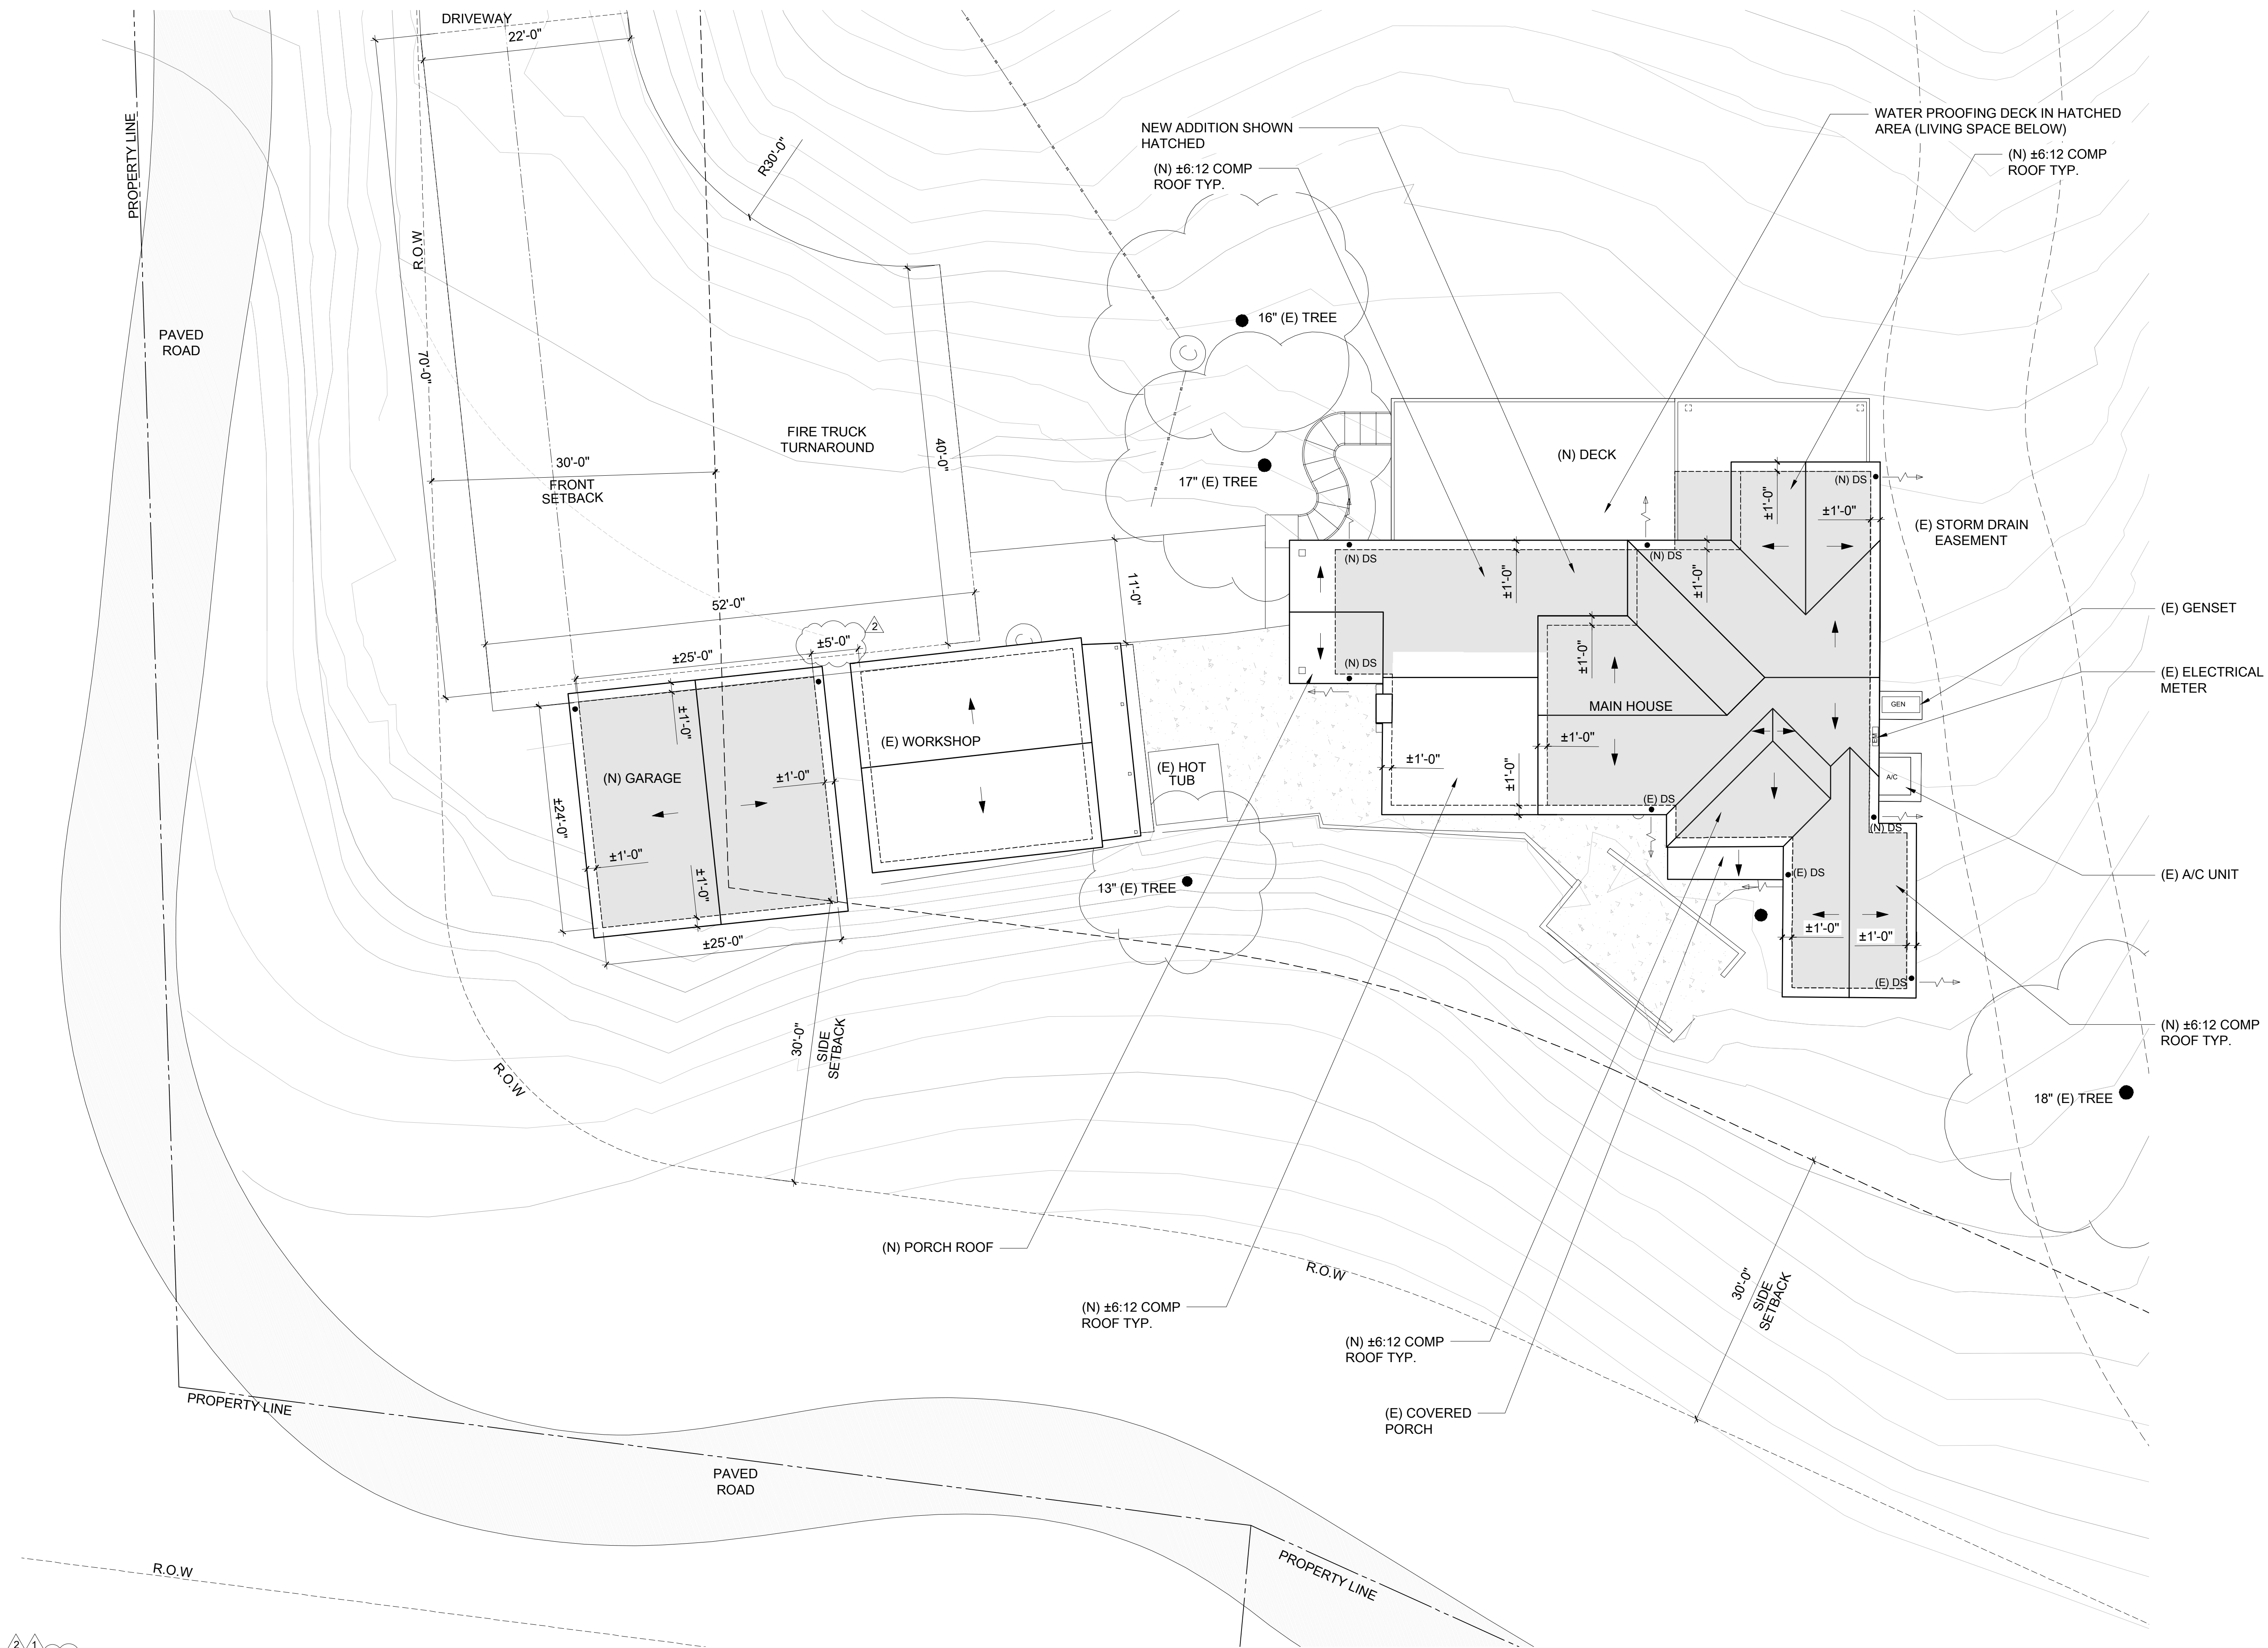 DRIVEWAY
22'-0"
PROPERTY LINE
R30'-0"
NEW ADDITION SHOWN
HATCHED
(N) ±6:12 COMP
ROOF TYP.
WATER PROOFING DECK IN HATCHED
AREA (LIVING SPACE BELOW)
(N) ±6:12 COMP
ROOF TYP.
R.O.W
PAVED
ROAD
70'-0"
16" (E) TREE
FIRE TRUCK
TURNAROUND
40'-0"
30'-0"
FRONT
SETBACK
17" (E) TREE
(N) DECK
(N) DS
±1'-0"
±1'-0"
(E) STORM DRAIN
EASEMENT
(N) DS
(N) DS
±1'-0"
±1'-0"
11'-0"
52'-0"
2
±5'-0"
±25'-0"
(E) GENSET
(N) DS
±1'-0"
(E) ELECTRICAL
METER
±1'-0"
MAIN HOUSE
GEN
EM
(E) WORKSHOP
±1'-0"
±1'-0"
±1'-0"
(N) GARAGE
±1'-0"
(E) HOT
TUB
A/C
±24'-0"
(E) DS
(N) DS
±1'-0"
±1'-0"
13" (E) TREE
(E) DS
(E) A/C UNIT
±25'-0"
±1'-0"
±1'-0"
(E) DS
30'-0"
SIDE
SETBACK
(N) ±6:12 COMP
ROOF TYP.
R.O.W
18" (E) TREE
(N) PORCH ROOF
R.O.W
30'-0"
SIDE
SETBACK
(N) ±6:12 COMP
ROOF TYP.
(N) ±6:12 COMP
ROOF TYP.
PROPERTY LINE
(E) COVERED
PORCH
PAVED
ROAD
R.O.W
PROPERTY LINE
2 1